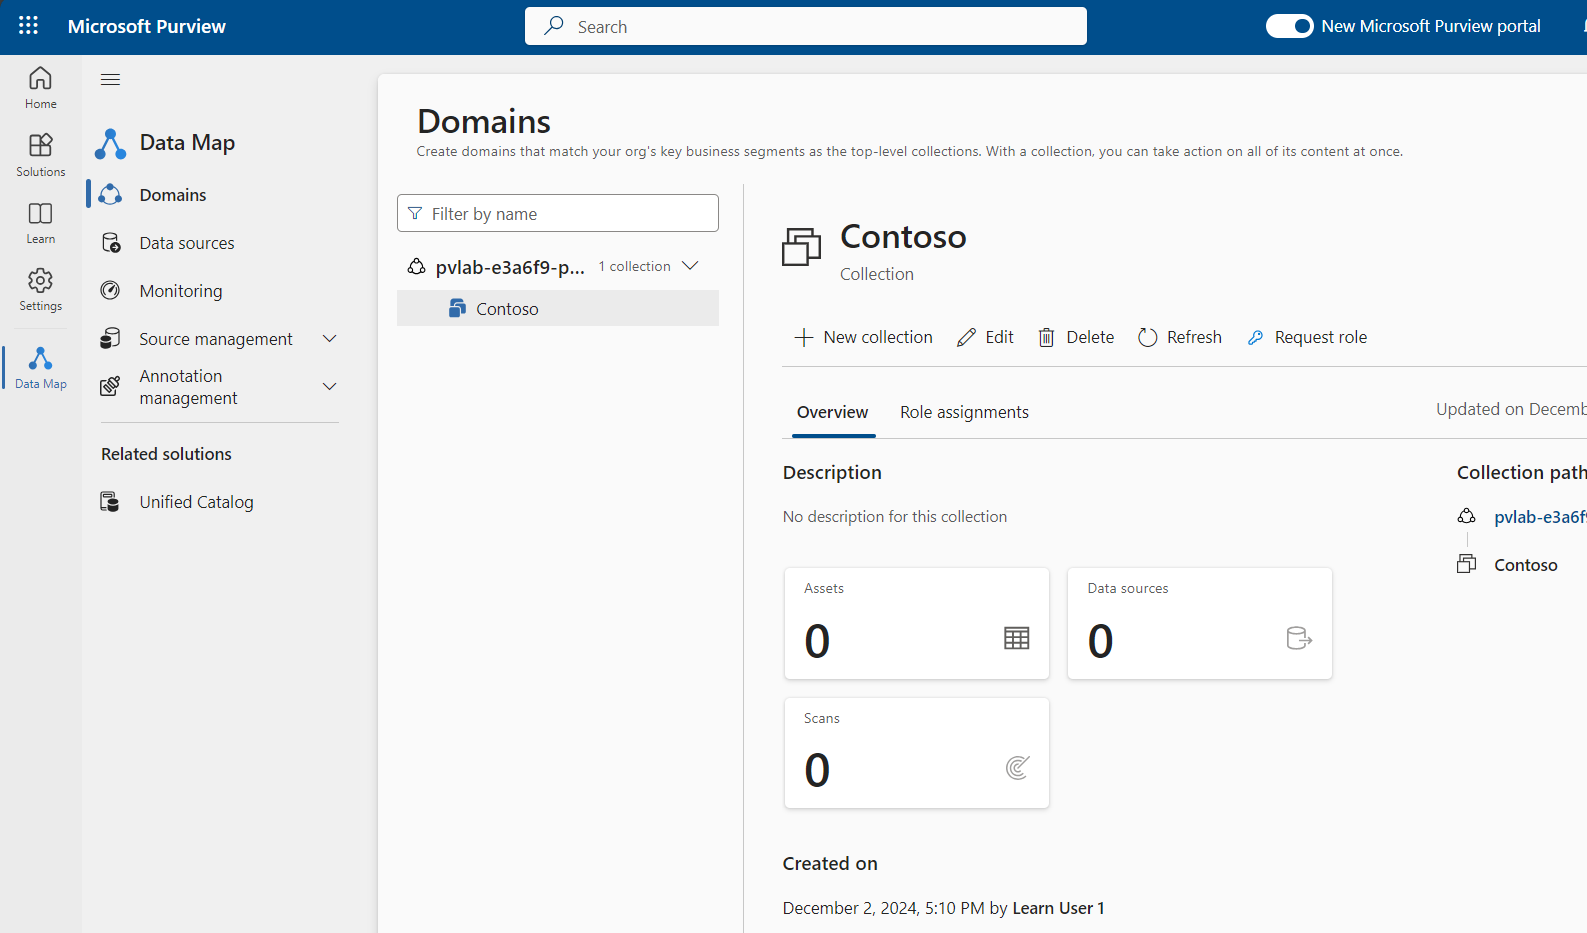 Microsoft Purview
Search
New Microsoft Purview portal
Home
Solutions
Learn
Settings
Data Map
Data Map
Domains
Data sources
Monitoring
Source management
Annotation
management
Related solutions
Unified Catalog
Domains
Create domains that match your org's key business segments as the top-level collections. With a collection, you can take action on all of its content at once.
Filter by name
pvlab-e3a6f9-p... 1 collection
Contoso
Contoso
Collection
New collection Edit Delete Refresh Request role
Overview Role assignments
Updated on Decemb
Description
No description for this collection
Assets
0
Data sources
0
Scans
0
Created on
December 2, 2024, 5:10 PM by Learn User 1
Collection path
pvlab-e3a6f9
Contoso